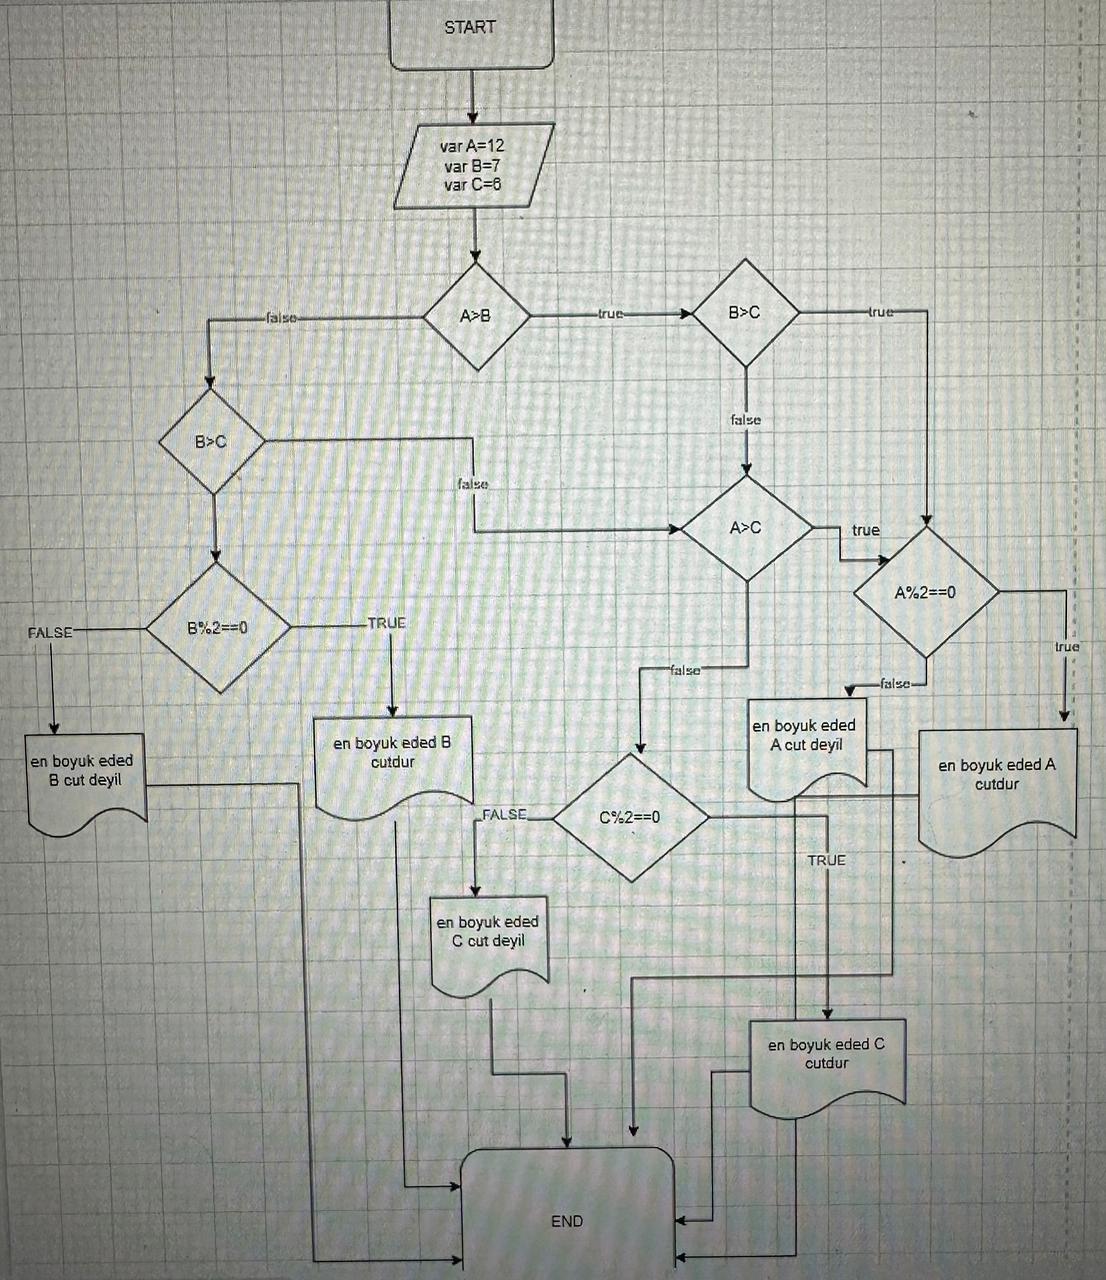 START
var A=12
var B=7
var C=6
A>B
true
B>C
true
false
false
B>C
false
A>C
true
A%2==0
true
false
false
B%2==0
FALSE
TRUE
en boyuk eded
B cut deyil
en boyuk eded B
cutdur
en boyuk eded
A cut deyil
en boyuk eded A
cutdur
C%2==0
FALSE
TRUE
en boyuk eded
C cut deyil
en boyuk eded C
cutdur
END